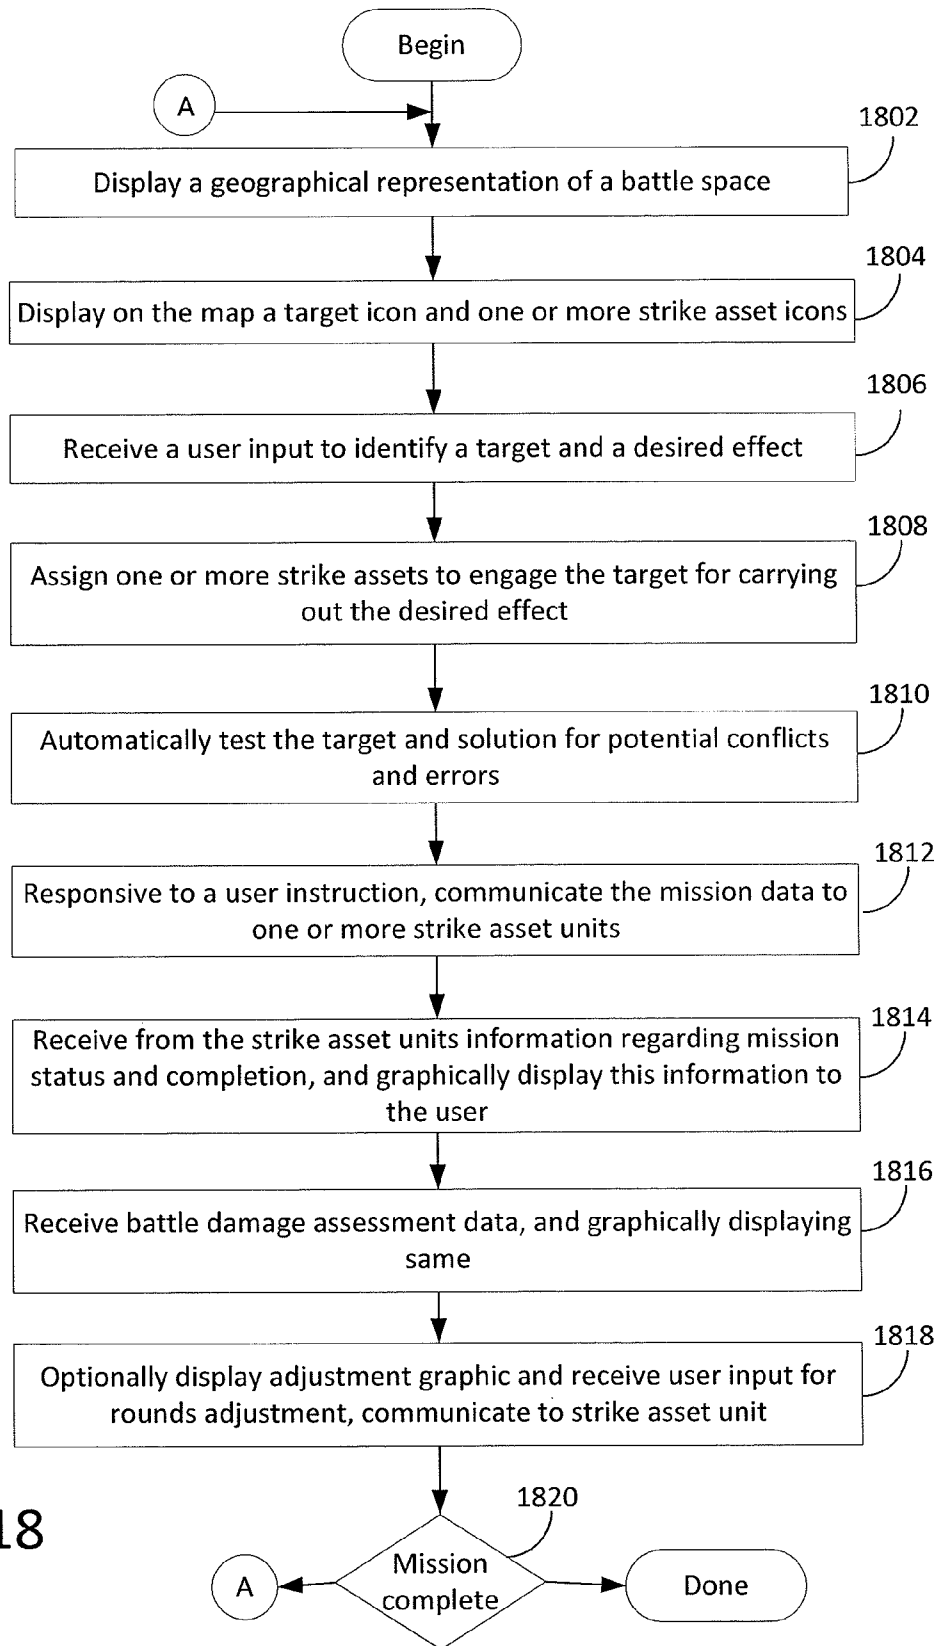 Begin
A
1802
Display a geographical representation of a battle space
1804
Display on the map a target icon and one or more strike asset icons
1806
Receive a user input to identify a target and a desired effect
1808
Assign one or more strike assets to engage the target for carrying
out the desired effect
1810
Automatically test the target and solution for potential conflicts
and errors
1812
Responsive to a user instruction, communicate the mission data to
one or more strike asset units
1814
Receive from the strike asset units information regarding mission
status and completion, and graphically display this information to
the user
1816
Receive battle damage assessment data, and graphically displaying
same
1818
Optionally display adjustment graphic and receive user input for
rounds adjustment, communicate to strike asset unit
1820
18
A
Mission
complete
Done